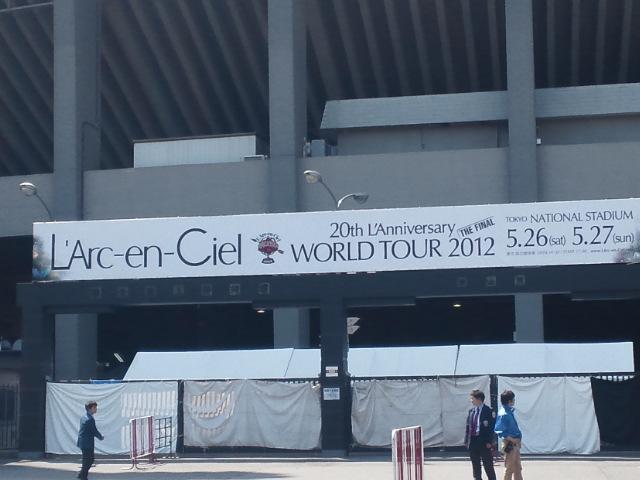 L'Arc-en-Ciel
20th L'Anniversary
WORLD TOUR 2012
THE FINAL
TOKYO NATIONAL STADIUM
5.26(sat) 5.27(sun)